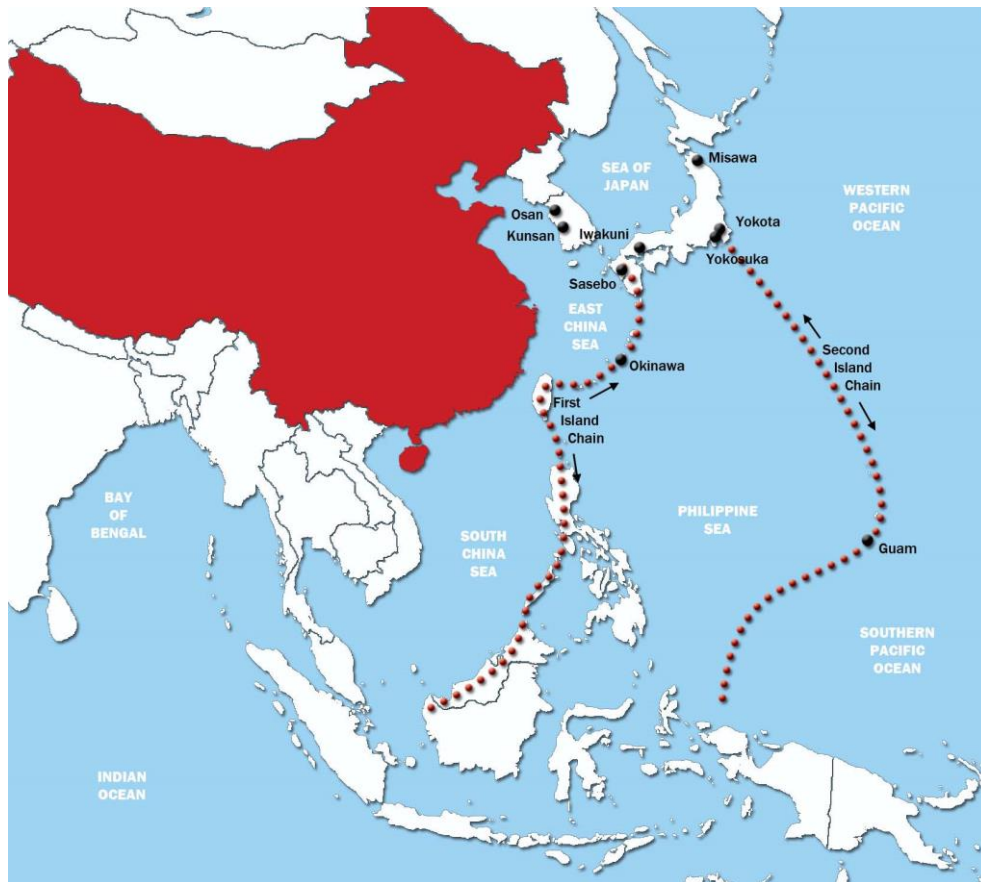 Misawa
SEA OF
JAPAN
WESTERN
PACIFIC
OCEAN
Osan
Kunsan
Iwakuni
Yokota
Yokosuka
Sasebo
EAST
CHINA
SEA
Okinawa
Second
Island
Chain
First
Island
Chain
BAY
OF
BENGAL
SOUTH
CHINA
SEA
PHILIPPINE
SEA
Guam
SOUTHERN
PACIFIC
OCEAN
INDIAN
OCEAN